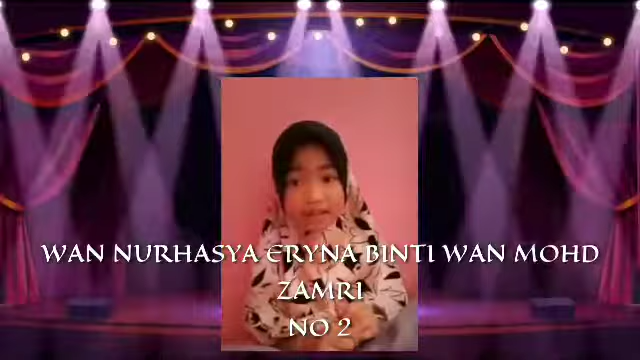 WAN NURHASYA ERYNA BINTI WAN MOHD
ZAMRI
NO 2